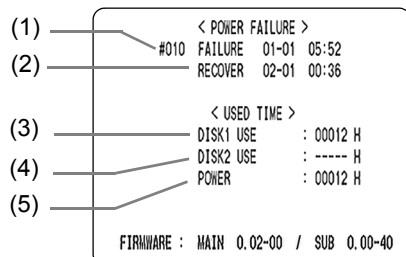 (1)
(2)
(3)
(4)
(5)
< POWER FAILURE >
#010 FAILURE 01-01 05:52
RECOVER 02-01 00:36
< USED TIME >
DISK1 USE : 00012 H
DISK2 USE : ----- H
POWER : 00012 H
FIRMWARE : MAIN 0.02-00 / SUB 0.00-40